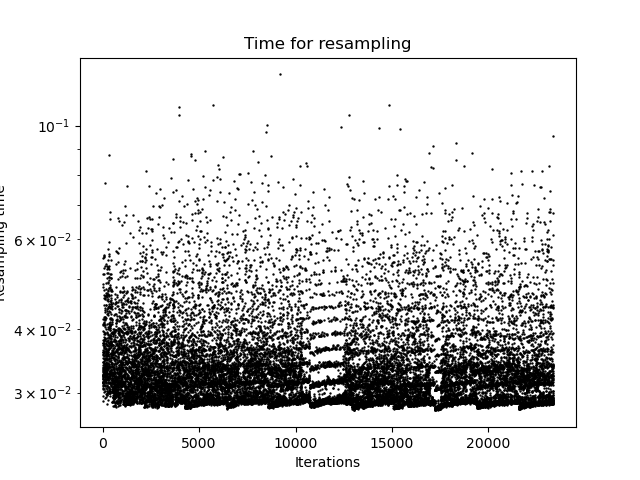 Time for resampling
10⁻¹
6 × 10⁻²
4 × 10⁻²
3 × 10⁻²
Resampling time
0 5000 10000 15000 20000
Iterations